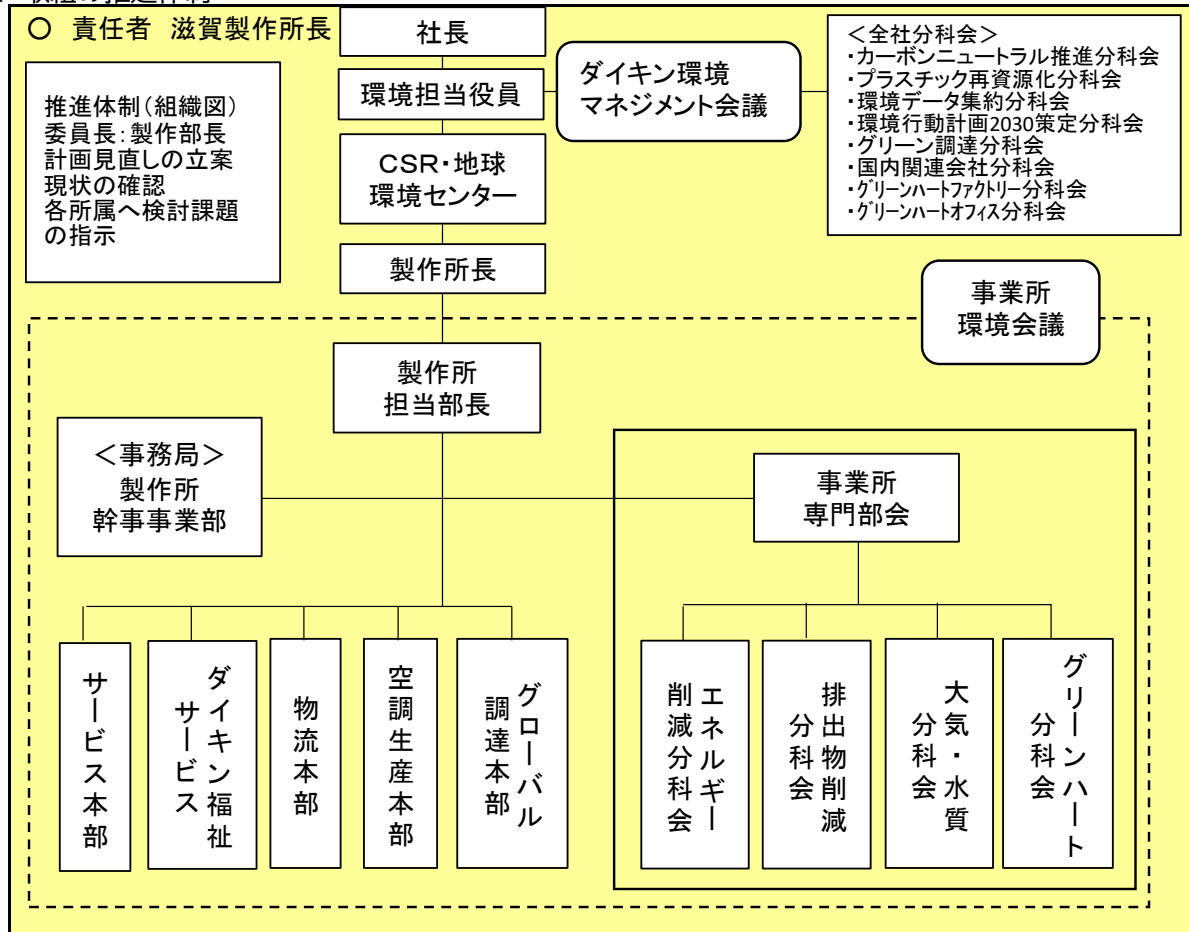 〇 責任者 滋賀製作所長
推進体制(組織図)
委員長:製作部長
計画見直しの立案
現状の確認
各所属へ検討課題
の指示
社長
環境担当役員
CSR・地球
環境センター
製作所長
ダイキン環境
マネジメント会議
<全社分科会>
・カーボンニュートラル推進分科会
・プラスチック再資源化分科会
・環境データ集約分科会
・環境行動計画2030策定分科会
・グリーン調達分科会
・国内関連会社分科会
・グリーンハートファクトリー分科会
・グリーンハートオフィス分科会
事業所
環境会議
製作所
担当部長
<事務局>
製作所
幹事事業部
事業所
専門部会
サービス本部
ダイキン福祉
サービス
物流本部
空調生産本部
グローバル
調達本部
エネルギー
削減分科会
排出物削減
分科会
大気・水質
分科会
グリーンハート
分科会